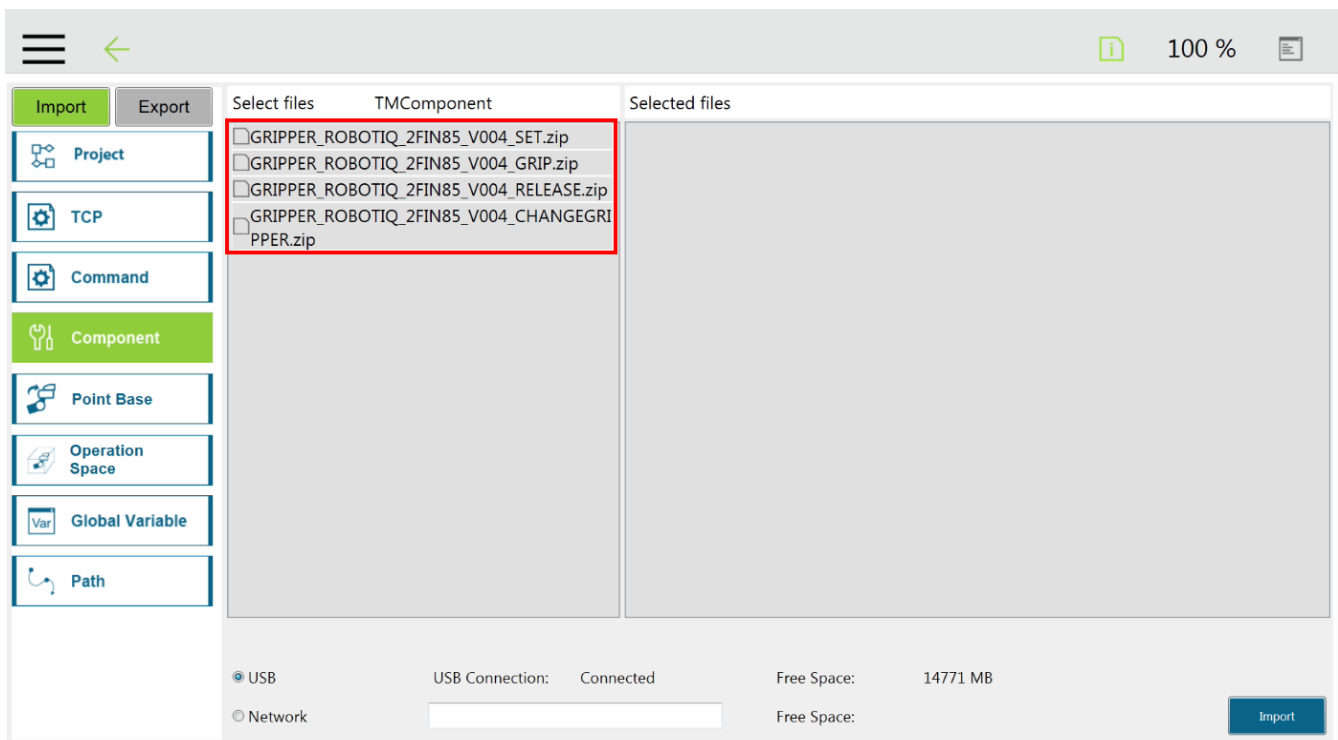 100 %
Import Export
Select files TMComponent
Selected files
GRIPPER_ROBOTIQ_2FIN85_V004_SET.zip
GRIPPER_ROBOTIQ_2FIN85_V004_GRIP.zip
GRIPPER_ROBOTIQ_2FIN85_V004_RELEASE.zip
GRIPPER_ROBOTIQ_2FIN85_V004_CHANGEGRI
PPER.zip
Project
TCP
Command
Component
Point Base
Operation
Space
Var Global Variable
Path
USB USB Connection: Connected Free Space: 14771 MB
Network Free Space:
Import